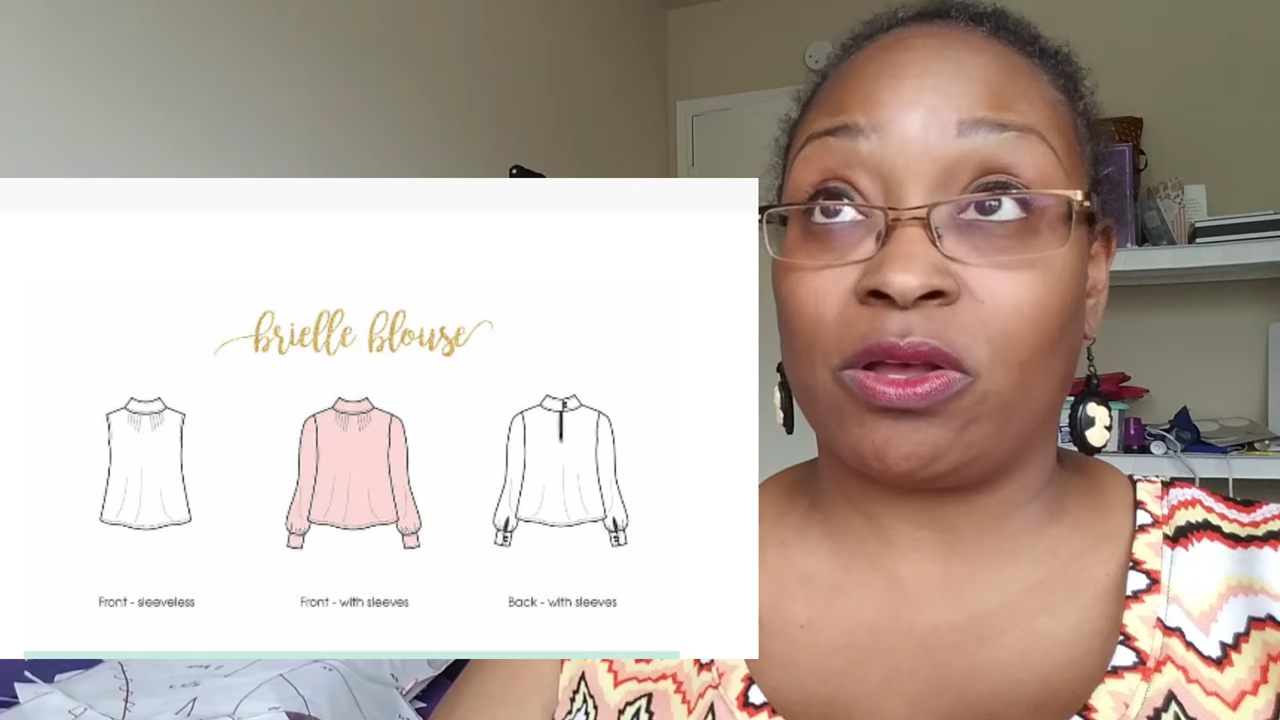 brielle blouse
Front - sleeveless
Front - with sleeves
Back - with sleeves